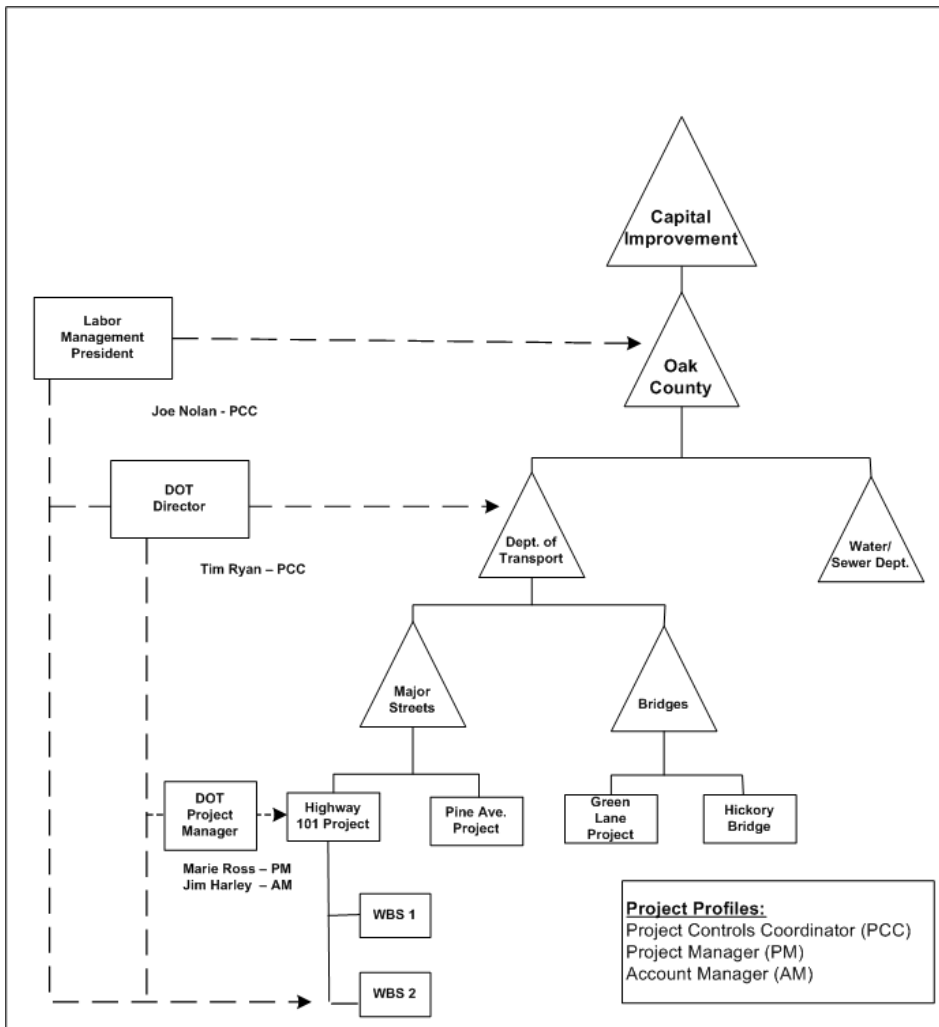 Capital
Improvement
Labor
Management
President
Oak
County
Joe Nolan - PCC
DOT
Director
Dept. of
Transport
Water/
Sewer Dept.
Tim Ryan – PCC
Major
Streets
Bridges
DOT
Project
Manager
Highway
101 Project
Pine Ave.
Project
Green
Lane
Project
Hickory
Bridge
Marie Ross – PM
Jim Harley – AM
WBS 1
WBS 2
Project Profiles:
Project Controls Coordinator (PCC)
Project Manager (PM)
Account Manager (AM)